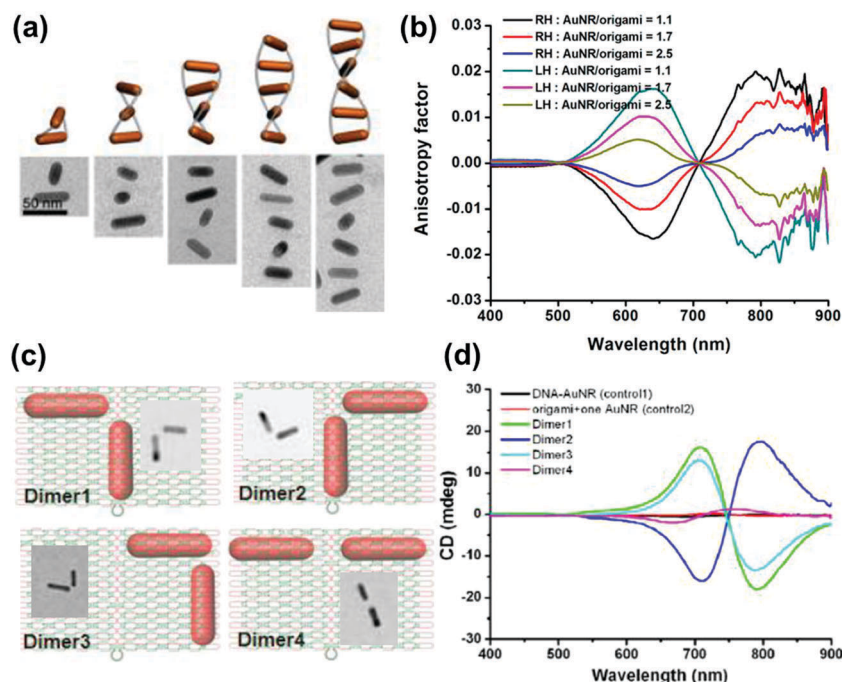 (a)
50 nm
(b)
RH : AuNR/origami = 1.1
RH : AuNR/origami = 1.7
RH : AuNR/origami = 2.5
LH : AuNR/origami = 1.1
LH : AuNR/origami = 1.7
LH : AuNR/origami = 2.5
Anisotropy factor
0.03
0.02
0.01
0.00
-0.01
-0.02
-0.03
400 500 600 700 800 900
Wavelength (nm)
(c)
Dimer1
Dimer2
Dimer3
Dimer4
(d)
DNA-AuNR (control1)
origami+one AuNR (control2)
Dimer1
Dimer2
Dimer3
Dimer4
CD (mdeg)
30
20
10
0
-10
-20
-30
400 500 600 700 800 900
Wavelength (nm)